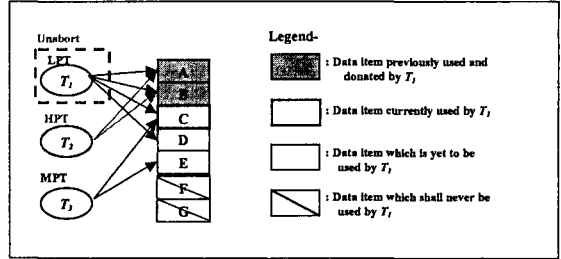 Unabort
LPT
T1
HPT
T2
MPT
T3
A
B
C
D
E
F
G
Legend-
: Data item previously used and
donated by T1
: Data item currently used by T1
: Data item which is yet to be
used by T1
: Data item which shall never be
used by T1